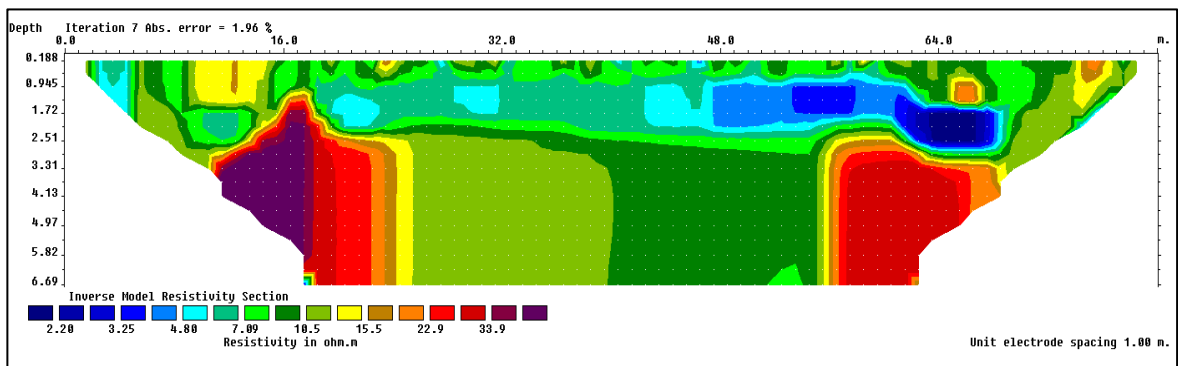 Depth Iteration 7 Abs. error = 1.96 %
0.0 16.0 32.0 48.0 64.0 m.
0.188
0.945
1.72
2.51
3.31
4.13
4.97
5.82
6.69
Inverse Model Resistivity Section
2.20 3.25 4.80 7.09 10.5 15.5 22.9 33.9
Resistivity in ohm.m Unit electrode spacing 1.00 m.